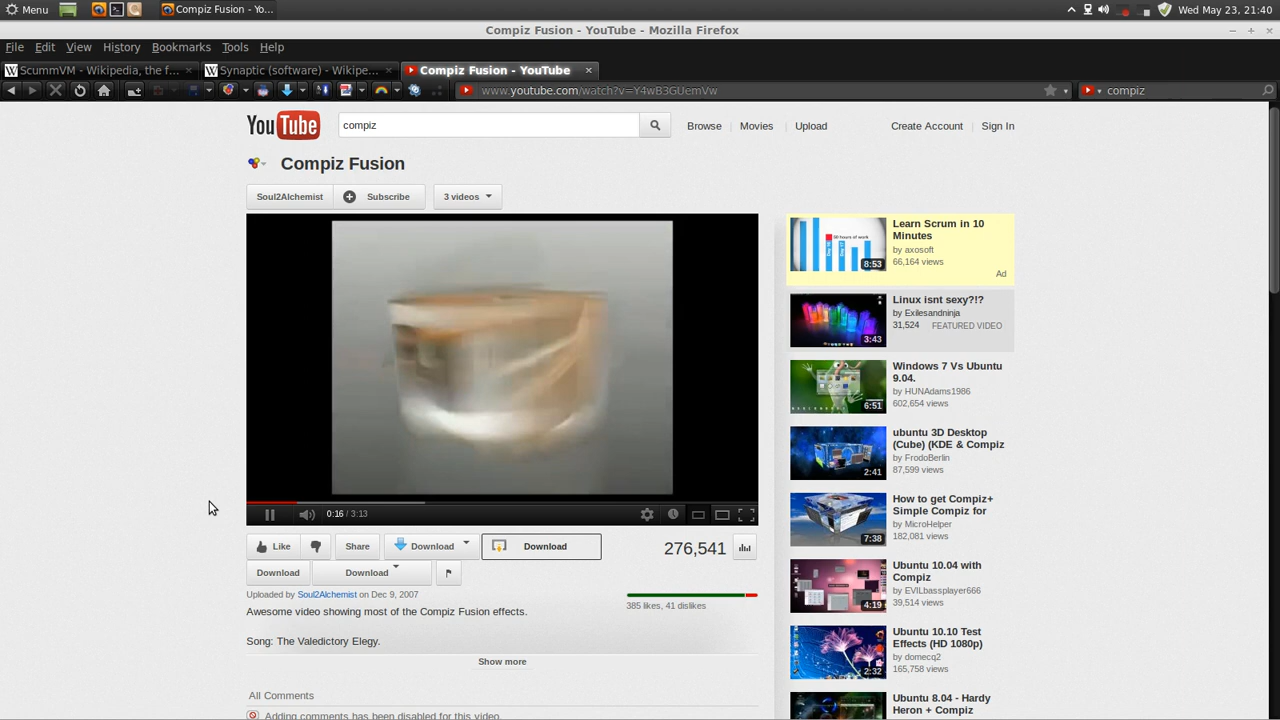 Menu
Compiz Fusion - Yo...
Wed May 23, 21:40
Compiz Fusion - YouTube - Mozilla Firefox
File Edit View History Bookmarks Tools Help
ScummVM - Wikipedia, the f...
Synaptic (software) - Wikipe...
Compiz Fusion - YouTube
www.youtube.com/watch?v=Y4wB3GUemVw
compiz
YouTube
compiz
Browse Movies Upload
Create Account Sign In
Compiz Fusion
Soul2Alchemist Subscribe 3 videos
0:16 / 3:13
Like Share Download Download
276,541
Download Download
Uploaded by Soul2Alchemist on Dec 9, 2007
385 likes, 41 dislikes
Awesome video showing most of the Compiz Fusion effects.
Song: The Valedictory Elegy.
Show more
All Comments
Adding comments has been disabled for this video.
8:53
Learn Scrum in 10
Minutes
by axosoft
66,164 views
Ad
3:43
Linux isnt sexy?!?
by Exilesandninja
31,524 FEATURED VIDEO
6:51
Windows 7 Vs Ubuntu
9.04.
by HUNAdams1986
602,654 views
2:41
ubuntu 3D Desktop
(Cube) (KDE & Compiz
by FrodoBerlin
87,599 views
7:38
How to get Compiz+
Simple Compiz for
by MicroHelper
182,081 views
4:19
Ubuntu 10.04 with
Compiz
by EVILbassplayer666
39,514 views
2:32
Ubuntu 10.10 Test
Effects (HD 1080p)
by domecq2
165,758 views
Ubuntu 8.04 - Hardy
Heron + Compiz